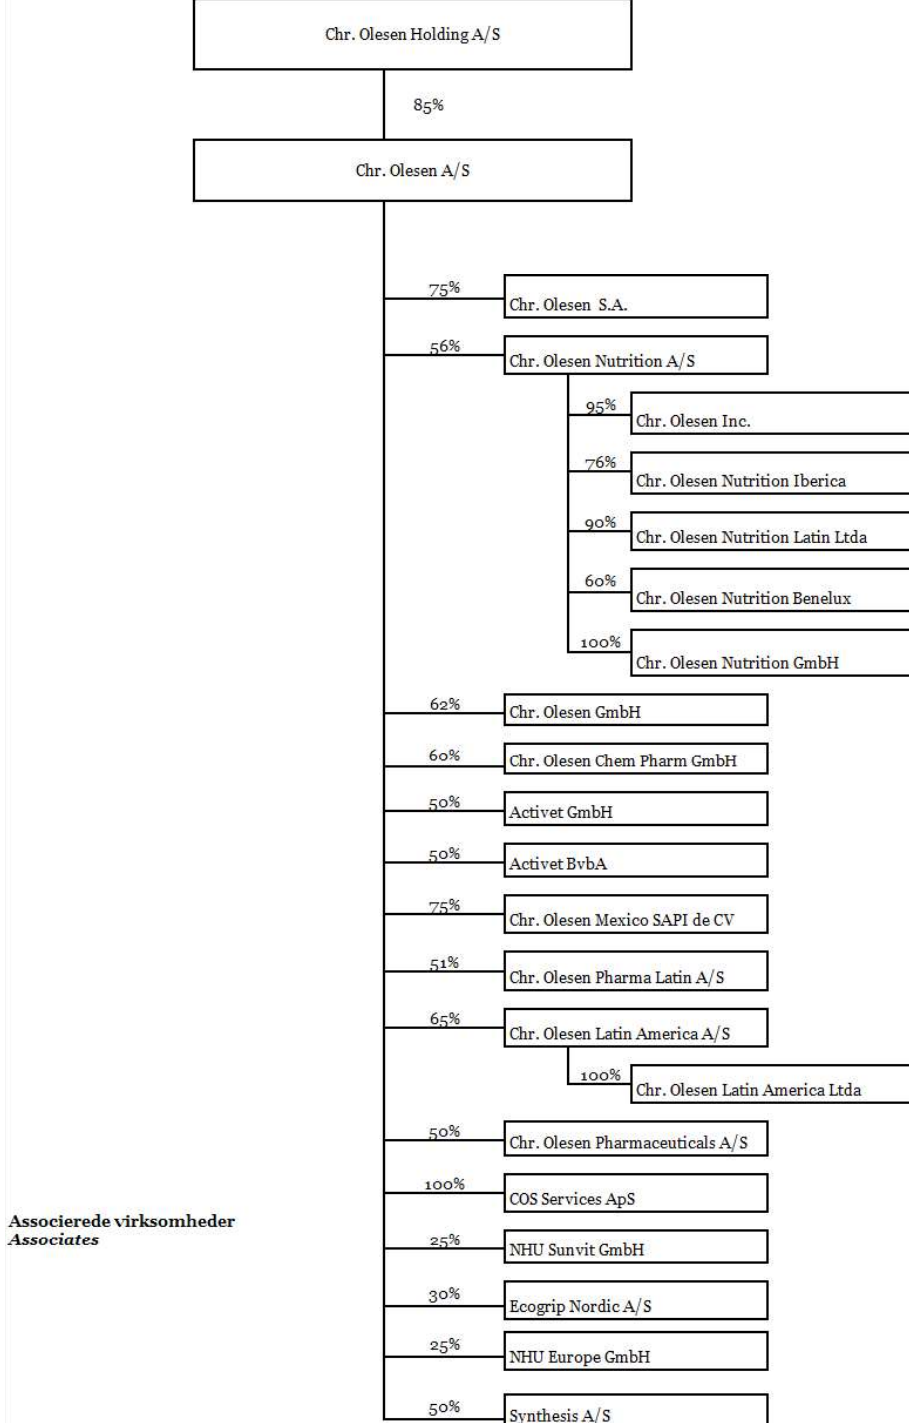 Chr. Olesen Holding A/S
85%
Chr. Olesen A/S
75%
Chr. Olesen  S.A.
56%
Chr. Olesen Nutrition A/S
95%
Chr. Olesen Inc.
76%
Chr. Olesen Nutrition Iberica
90%
Chr. Olesen Nutrition Latin Ltda
60%
Chr. Olesen Nutrition Benelux
100%
Chr. Olesen Nutrition GmbH
62%
Chr. Olesen GmbH
60%
Chr. Olesen Chem Pharm GmbH
50%
Activet GmbH
50%
Activet BvbA
75%
Chr. Olesen Mexico SAPI de CV
51%
Chr. Olesen Pharma Latin A/S
65%
Chr. Olesen Latin America A/S
100%
Chr. Olesen Latin America Ltda
50%
Chr. Olesen Pharmaceuticals A/S
100%
COS Services ApS
Associerede virksomheder
Associates
25%
NHU Sunvit GmbH
30%
Ecogrip Nordic A/S
25%
NHU Europe GmbH
50%
Synthesis A/S